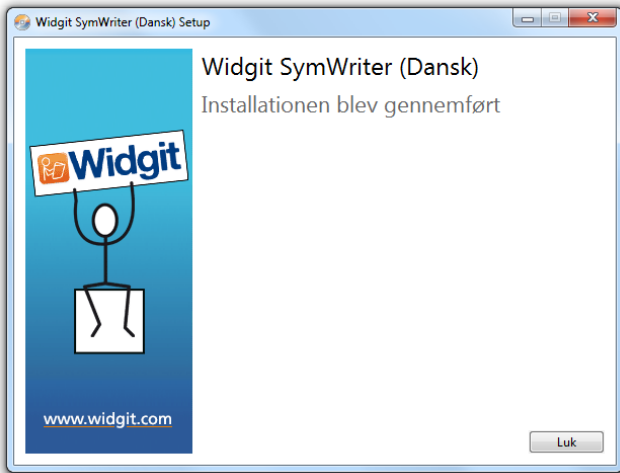 Widgit SymWriter (Dansk) Setup
Widgit SymWriter (Dansk)
Installationen blev gennemført
Widgit
www.widgit.com
Luk